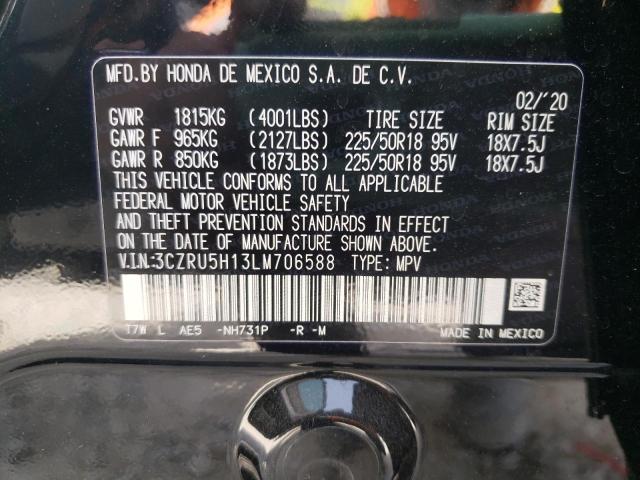 MFD.BY HONDA DE MEXICO S.A. DE C.V.
02/'20
GVWR 1815KG (4001LBS) TIRE SIZE RIM SIZE
GAWR F 965KG (2127LBS) 225/50R18 95V 18X7.5J
GAWR R 850KG (1873LBS) 225/50R18 95V 18X7.5J
THIS VEHICLE CONFORMS TO ALL APPLICABLE
FEDERAL MOTOR VEHICLE SAFETY
AND THEFT PREVENTION STANDARDS IN EFFECT
ON THE DATE OF MANUFACTURE SHOWN ABOVE.
V.I.N:3CZRU5H13LM706588 TYPE: MPV
T7W L AE5 -NH731P -R -M
MADE IN MEXICO